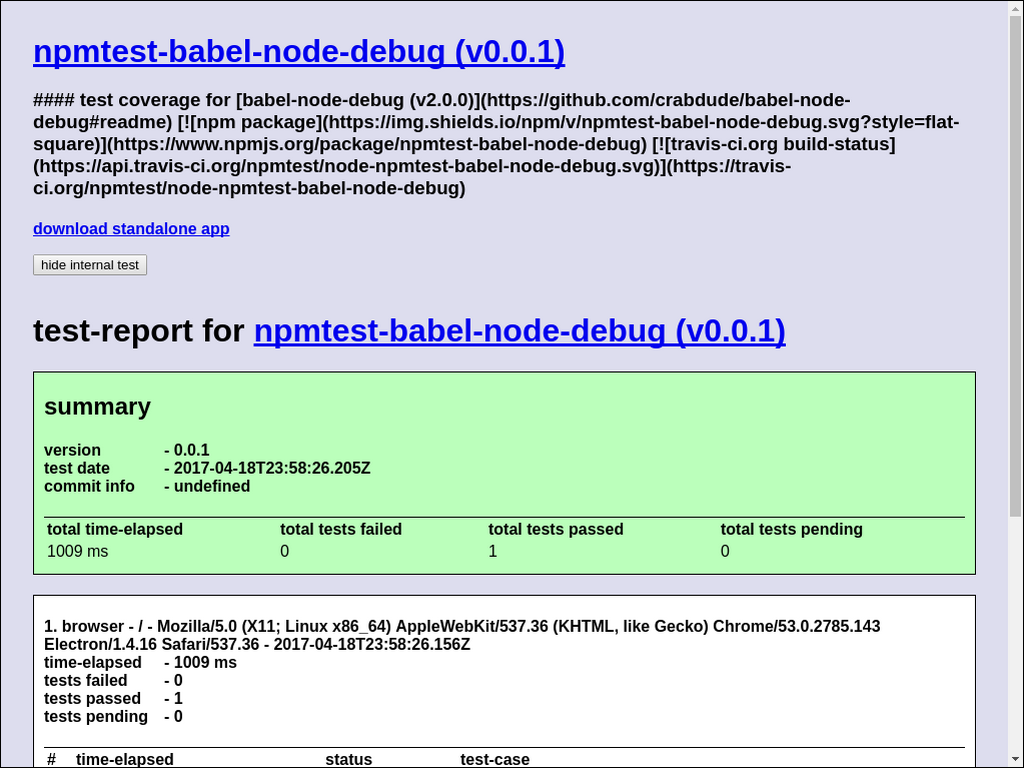 npmtest-babel-node-debug (v0.0.1)
#### test coverage for [babel-node-debug (v2.0.0)](https://github.com/crabdude/babel-node-
debug#readme) [![npm package](https://img.shields.io/npm/v/npmtest-babel-node-debug.svg?style=flat-
square)](https://www.npmjs.org/package/npmtest-babel-node-debug) [![travis-ci.org build-status]
(https://api.travis-ci.org/npmtest/node-npmtest-babel-node-debug.svg)](https://travis-
ci.org/npmtest/node-npmtest-babel-node-debug)
download standalone app
hide internal test
test-report for npmtest-babel-node-debug (v0.0.1)
summary
version - 0.0.1
test date - 2017-04-18T23:58:26.205Z
commit info - undefined
total time-elapsed total tests failed total tests passed total tests pending
1009 ms 0 1 0
1. browser - / - Mozilla/5.0 (X11; Linux x86_64) AppleWebKit/537.36 (KHTML, like Gecko) Chrome/53.0.2785.143
Electron/1.4.16 Safari/537.36 - 2017-04-18T23:58:26.156Z
time-elapsed - 1009 ms
tests failed - 0
tests passed - 1
tests pending - 0
# time-elapsed status test-case